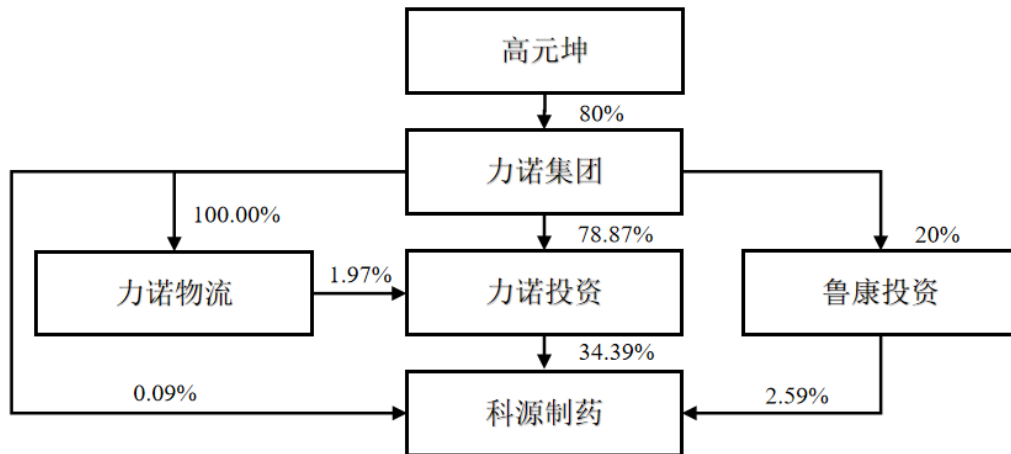 高元坤
80%
力诺集团
100.00%
78.87%
20%
力诺物流
1.97%
力诺投资
鲁康投资
34.39%
0.09%
科源制药
2.59%